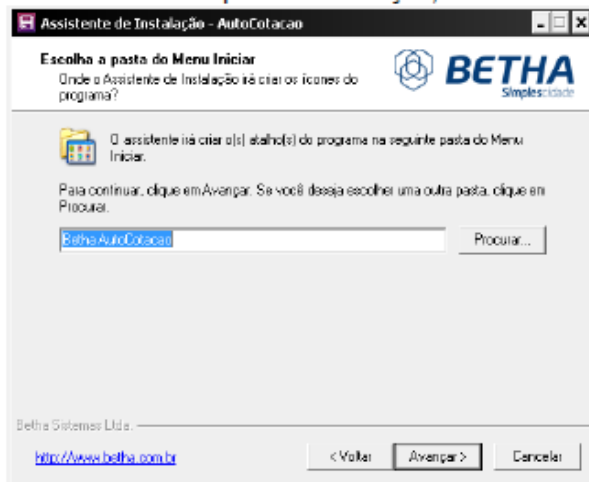 Assistente de Instalação - AutoCotacao
Escolha a pasta do Menu Iniciar
Onde o Assistente de Instalação irá criar os ícones do
programa?
BETHA
Simplescidade
O assistente irá criar o(s) atalho(s) do programa na seguinte pasta do Menu
Iniciar.
Para continuar, clique em Avançar. Se você deseja escolher uma outra pasta, clique em
Procurar.
Betha AutoCotacao
Procurar...
Betha Sistemas Ltda.
http://www.betha.com.br
< Voltar
Avançar >
Cancelar